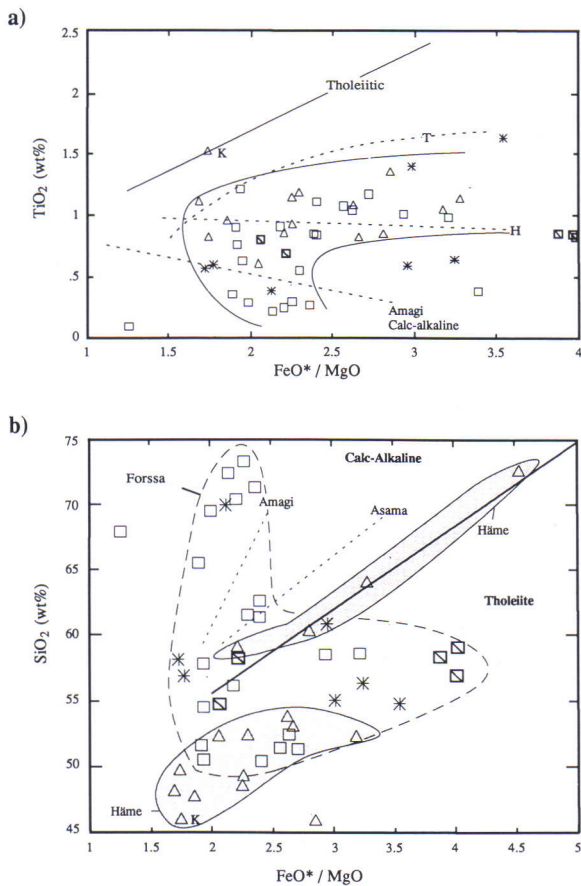 a)
2.5
2.0
1.5
1.0
.5
0
TiO2 (wt%)
Tholeiitic
K
T
H
Amagi
Calc-alkaline
1 1.5 2 2.5 3 3.5 4
FeO* / MgO
b)
75
70
65
60
55
50
45
SiO2 (wt%)
Forssa
Amagi
Calc-Alkaline
Asama
Häme
Tholeiite
Häme
K
1 1.5 2 2.5 3 3.5 4 4.5 5
FeO* / MgO